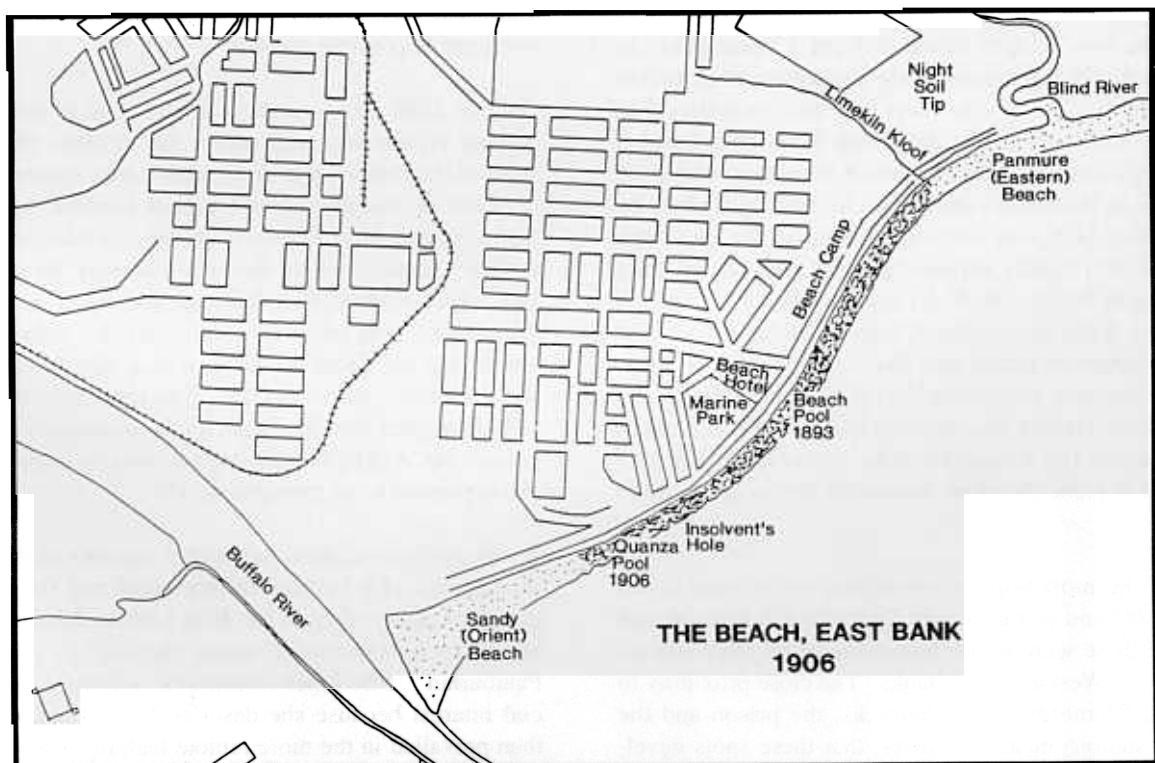 Night
Soil
Tip
Blind River
Limekiln Kloof
Panmure
(Eastern)
Beach
Beach Camp
Beach
Hotel
Marine
Park
Beach
Pool
1893
Insolvent's
Hole
Quanza
Pool
1906
Buffalo River
Sandy
(Orient)
Beach
THE BEACH, EAST BANK
1906